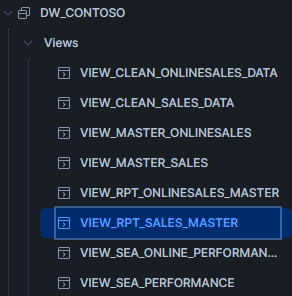 DW_CONTOSO
Views
VIEW_CLEAN_ONLINESALES_DATA
VIEW_CLEAN_SALES_DATA
VIEW_MASTER_ONLINESALES
VIEW_MASTER_SALES
VIEW_RPT_ONLINESALES_MASTER
VIEW_RPT_SALES_MASTER
VIEW_SEA_ONLINE_PERFORMAN...
VIEW_SEA_PERFORMANCE